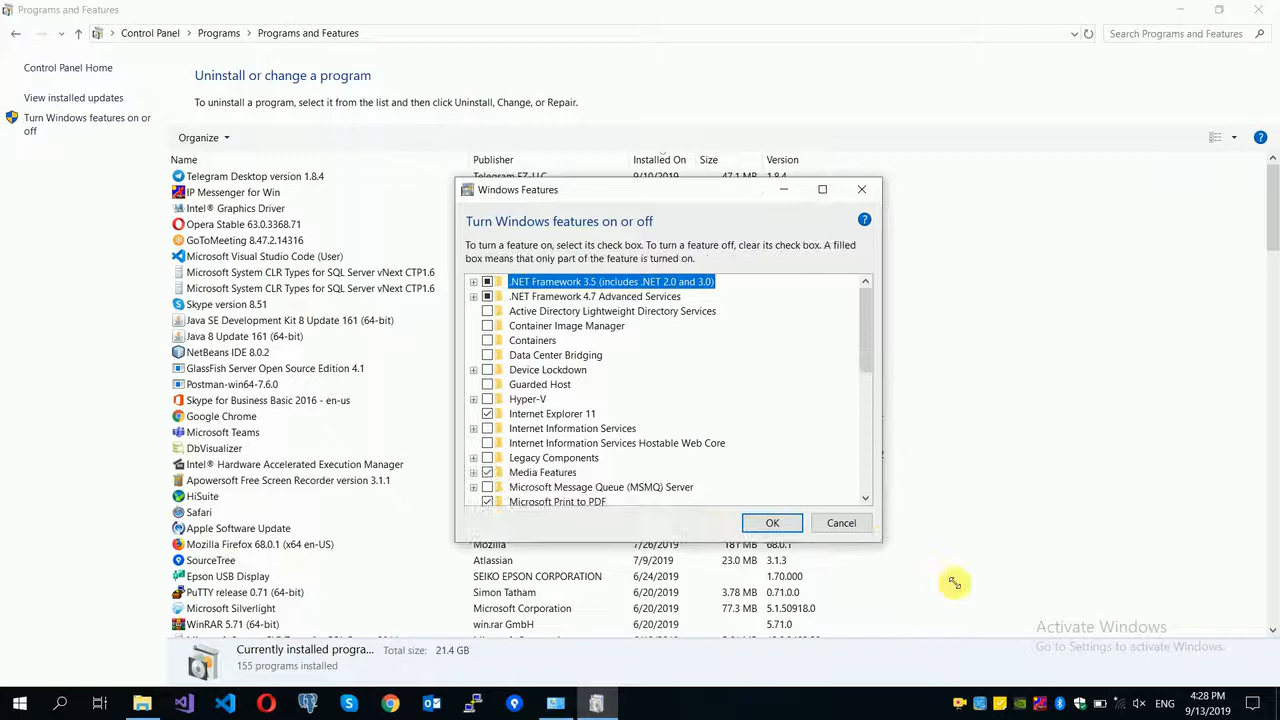 Programs and Features
Control Panel > Programs > Programs and Features
Search Programs and Features
Control Panel Home
View installed updates
Turn Windows features on or
off
Uninstall or change a program
To uninstall a program, select it from the list and then click Uninstall, Change, or Repair.
Organize
Name Publisher Installed On Size Version
Telegram Desktop version 1.8.4 Telegram FZ-LLC 9/10/2019 47.1 MB 1.8.4
IP Messenger for Win
Intel® Graphics Driver
Opera Stable 63.0.3368.71
GoToMeeting 8.47.2.14316
Microsoft Visual Studio Code (User)
Microsoft System CLR Types for SQL Server vNext CTP1.6
Microsoft System CLR Types for SQL Server vNext CTP1.6
Skype version 8.51
Java SE Development Kit 8 Update 161 (64-bit)
Java 8 Update 161 (64-bit)
NetBeans IDE 8.0.2
GlassFish Server Open Source Edition 4.1
Postman-win64-7.6.0
Skype for Business Basic 2016 - en-us
Google Chrome
Microsoft Teams
DbVisualizer
Intel® Hardware Accelerated Execution Manager
Apowersoft Free Screen Recorder version 3.1.1
HiSuite
Safari
Apple Software Update
Mozilla Firefox 68.0.1 (x64 en-US) Mozilla 7/26/2019 181 MB 68.0.1
SourceTree Atlassian 7/9/2019 23.0 MB 3.1.3
Epson USB Display SEIKO EPSON CORPORATION 6/24/2019 1.70.000
PuTTY release 0.71 (64-bit) Simon Tatham 6/20/2019 3.78 MB 0.71.0.0
Microsoft Silverlight Microsoft Corporation 6/20/2019 77.3 MB 5.1.50918.0
WinRAR 5.71 (64-bit) win.rar GmbH 6/20/2019 5.71.0
Windows Features
Turn Windows features on or off
To turn a feature on, select its check box. To turn a feature off, clear its check box. A filled
box means that only part of the feature is turned on.
.NET Framework 3.5 (includes .NET 2.0 and 3.0)
.NET Framework 4.7 Advanced Services
Active Directory Lightweight Directory Services
Container Image Manager
Containers
Data Center Bridging
Device Lockdown
Guarded Host
Hyper-V
Internet Explorer 11
Internet Information Services
Internet Information Services Hostable Web Core
Legacy Components
Media Features
Microsoft Message Queue (MSMQ) Server
Microsoft Print to PDF
OK Cancel
Activate Windows
Go to Settings to activate Windows.
Currently installed progra... Total size: 21.4 GB
155 programs installed
ENG
4:28 PM
9/13/2019